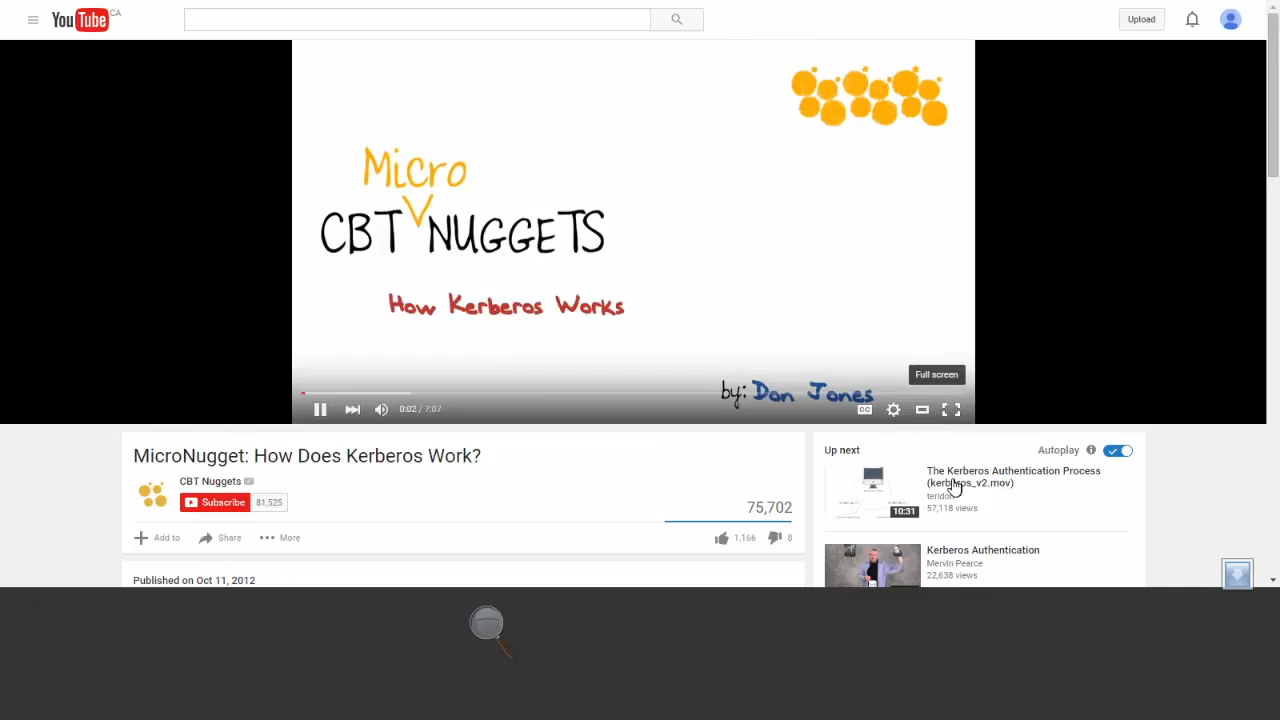 YouTube CA
Upload
Micro
CBT NUGGETS
How Kerberos Works
Full screen
by: Don Jones
0:02 / 7:07
CC
MicroNugget: How Does Kerberos Work?
CBT Nuggets
Subscribe 81,525
75,702
Add to Share More
1,166 8
Published on Oct 11, 2012
Up next
Autoplay
The Kerberos Authentication Process
(kerberos_v2.mov)
10:31
57,118 views
Kerberos Authentication
Mervin Pearce
22,638 views